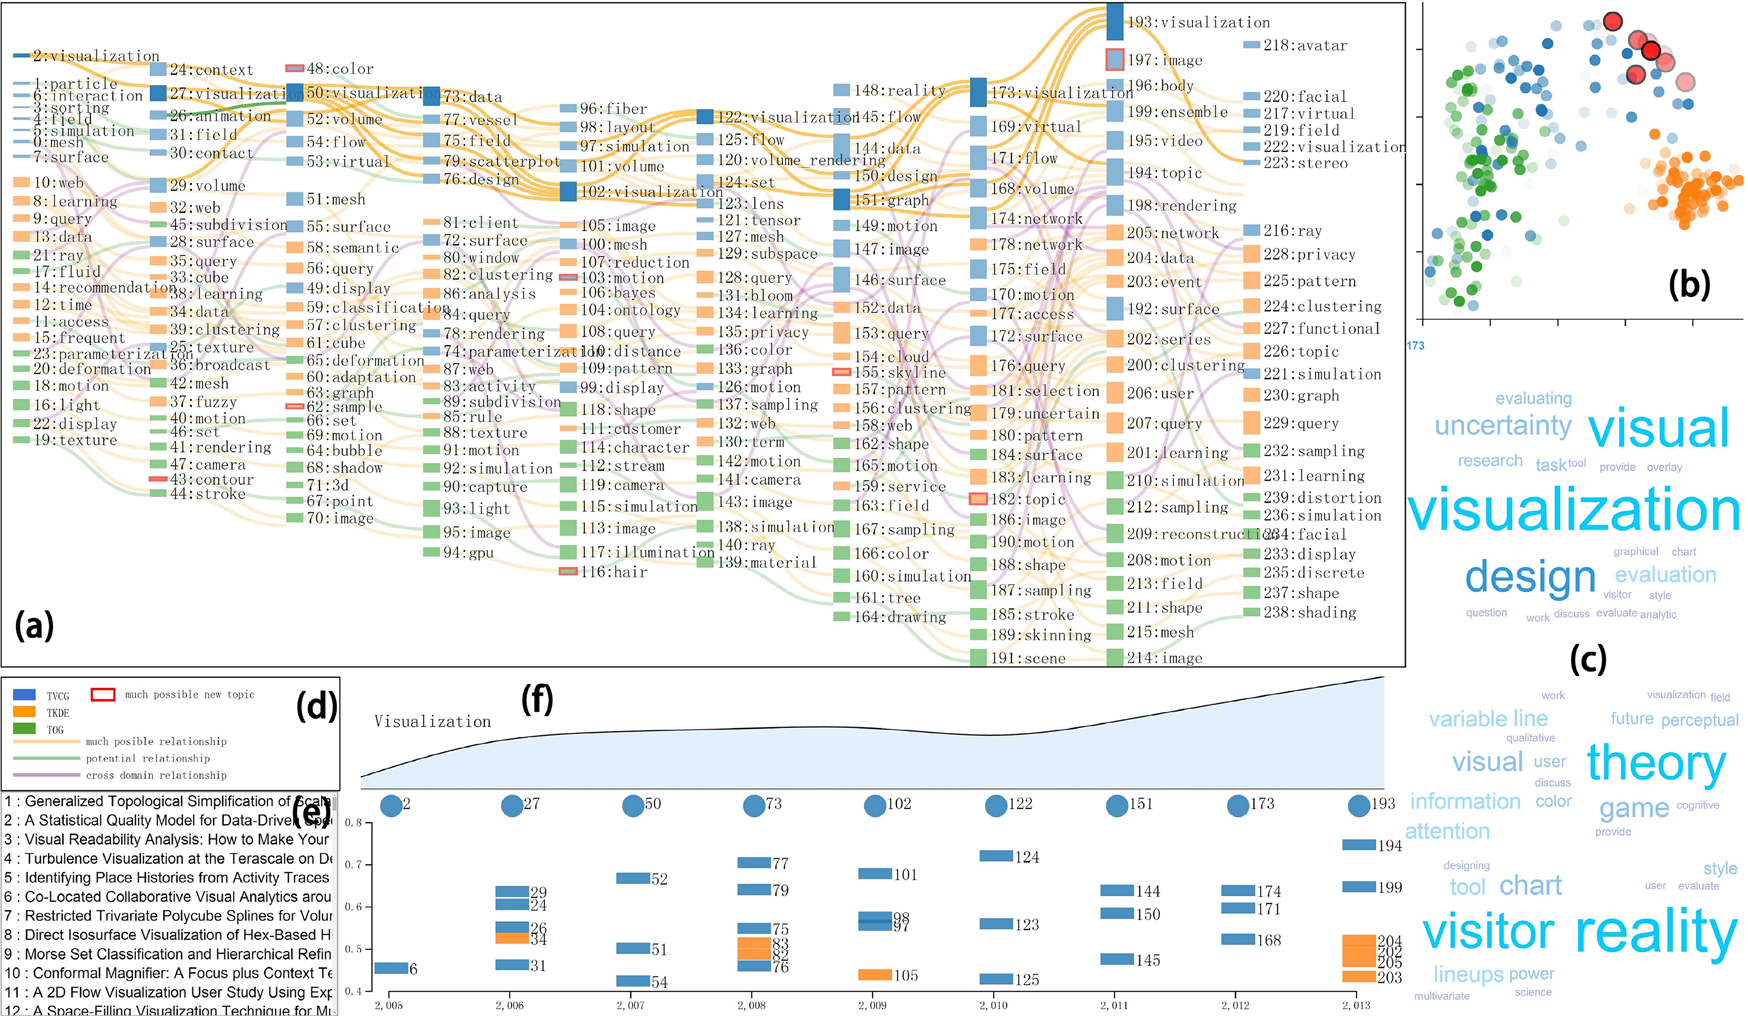 2:visualization
1:particle
6:interaction
3:sorting
4:field
5:simulation
0:mesh
7:surface
10:web
8:learning
9:query
13:data
21:ray
17:fluid
14:recommendation
12:time
11:access
15:frequent
23:parameterization
20:deformation
18:motion
16:light
22:display
19:texture
24:context
27:visualization
26:animation
31:field
30:contact
29:volume
32:web
45:subdivision
28:surface
35:query
33:cube
38:learning
34:data
39:clustering
25:texture
36:broadcast
42:mesh
37:fuzzy
40:motion
46:set
41:rendering
47:camera
43:contour
44:stroke
48:color
50:visualization
52:volume
54:flow
53:virtual
51:mesh
55:surface
58:semantic
56:query
49:display
59:classification
57:clustering
61:cube
65:deformation
60:adaptation
63:graph
62:sample
66:set
69:motion
64:bubble
68:shadow
71:3d
67:point
70:image
73:data
77:vessel
75:field
79:scatterplot
76:design
81:client
72:surface
80:window
82:clustering
86:analysis
84:query
78:rendering
74:parameterization
87:web
83:activity
89:subdivision
85:rule
88:texture
91:motion
92:simulation
90:capture
93:light
95:image
94:gpu
96:fiber
98:layout
97:simulation
101:volume
102:visualization
105:image
100:mesh
107:reduction
103:motion
106:bayes
104:ontology
108:query
110:distance
109:pattern
99:display
118:shape
111:customer
114:character
112:stream
119:camera
115:simulation
113:image
117:illumination
116:hair
122:visualization
125:flow
120:volume_rendering
124:set
123:lens
121:tensor
127:mesh
129:subspace
128:query
131:bloom
134:learning
135:privacy
136:color
133:graph
126:motion
137:sampling
132:web
130:term
142:motion
141:camera
143:image
138:simulation
140:ray
139:material
148:reality
145:flow
144:data
150:design
151:graph
149:motion
147:image
146:surface
152:data
153:query
154:cloud
155:skyline
157:pattern
156:clustering
158:web
162:shape
165:motion
159:service
163:field
167:sampling
166:color
160:simulation
161:tree
164:drawing
173:visualization
169:virtual
171:flow
168:volume
174:network
178:network
175:field
170:motion
177:access
172:surface
176:query
181:selection
179:uncertain
180:pattern
184:surface
183:learning
182:topic
186:image
190:motion
188:shape
187:sampling
185:stroke
189:skinning
191:scene
193:visualization
197:image
196:body
199:ensemble
195:video
194:topic
198:rendering
205:network
204:data
203:event
192:surface
202:series
200:clustering
206:user
207:query
201:learning
210:simulation
212:sampling
209:reconstruction
208:motion
213:field
211:shape
215:mesh
214:image
218:avatar
220:facial
217:virtual
219:field
222:visualization
223:stereo
216:ray
228:privacy
225:pattern
224:clustering
227:functional
226:topic
221:simulation
230:graph
229:query
232:sampling
231:learning
239:distortion
236:simulation
234:facial
233:display
235:discrete
237:shape
238:shading
(a)
(b)
173
evaluating
uncertainty visual
research task tool provide overlay
visualization
graphical chart
design evaluation
visitor style
question work discuss evaluate analytic
(c)
work visualization field
variable line future perceptual
qualitative
visual user theory
discuss
information color game cognitive
attention provide
designing style
tool chart user evaluate
visitor reality
lineups power
multivariate science
(d)
TVCG much possible new topic
TKDE
TOG
much posible relationship
potential relationship
cross domain relationship
(e)
1 : Generalized Topological Simplification of Scala
2 : A Statistical Quality Model for Data-Driven Spe
3 : Visual Readability Analysis: How to Make Your
4 : Turbulence Visualization at the Terascale on De
5 : Identifying Place Histories from Activity Traces
6 : Co-Located Collaborative Visual Analytics arou
7 : Restricted Trivariate Polycube Splines for Volur
8 : Direct Isosurface Visualization of Hex-Based H
9 : Morse Set Classification and Hierarchical Refin
10 : Conformal Magnifier: A Focus plus Context Te
11 : A 2D Flow Visualization User Study Using Exp
12 : A Space-Filling Visualization Technique for Mu
(f)
Visualization
2 27 50 73 102 122 151 173 193
0.8
0.7
0.6
0.5
0.4
6
29
24
26
34
31
52
51
54
77
79
75
83
82
76
101
98
97
105
124
123
125
144
150
145
174
171
168
194
199
204
202
205
203
2,005 2,006 2,007 2,008 2,009 2,010 2,011 2,012 2,013